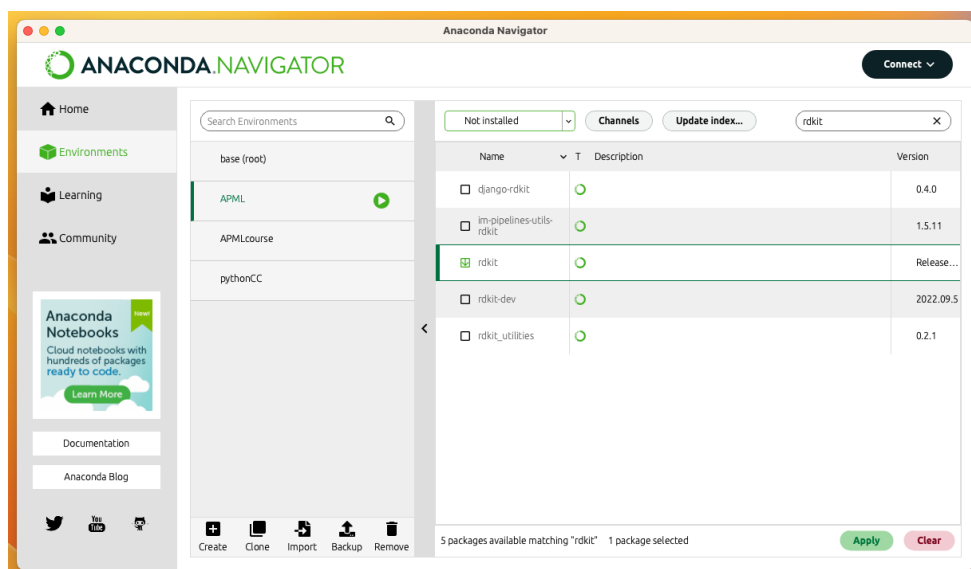 Anaconda Navigator
ANACONDA.NAVIGATOR
Connect
Home
Environments
Learning
Community
Anaconda
Notebooks
New!
Cloud notebooks with
hundreds of packages
ready to code.
Learn More
Documentation
Anaconda Blog
You
Tube
Search Environments
base (root)
APML
APMLcourse
pythonCC
Create
Clone
Import
Backup
Remove
Not installed
Channels
Update index...
rdkit
Name
T
Description
Version
django-rdkit
0.4.0
im-pipelines-utils-
rdkit
1.5.11
rdkit
Release...
rdkit-dev
2022.09.5
rdkit_utilities
0.2.1
5 packages available matching "rdkit"
1 package selected
Apply
Clear